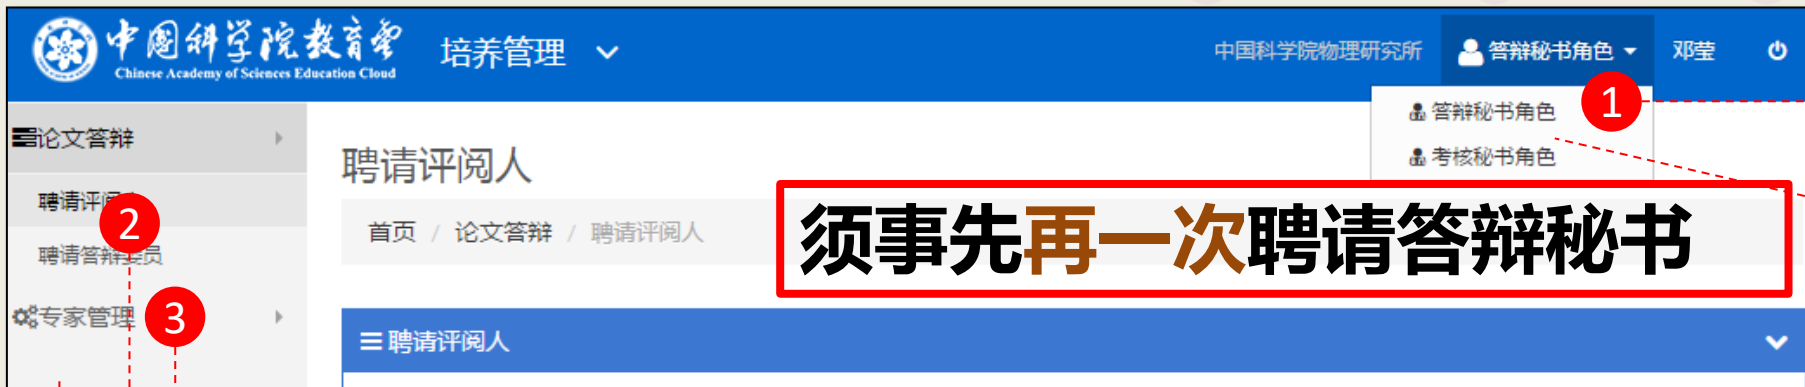 中国科学院教育云
Chinese Academy of Sciences Education Cloud
培养管理
中国科学院物理研究所
答辩秘书角色
邓莹
1
答辩秘书角色
考核秘书角色
论文答辩
聘请评阅人
聘请评阅
2
聘请答辩委员
首页 / 论文答辩 / 聘请评阅人
须事先再一次聘请答辩秘书
专家管理
3
聘请评阅人